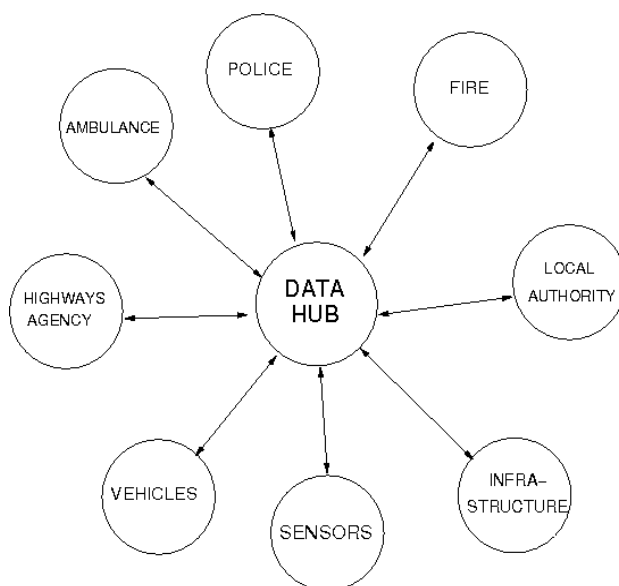 POLICE
FIRE
AMBULANCE
DATA
HUB
LOCAL
AUTHORITY
HIGHWAYS
AGENCY
VEHICLES
SENSORS
INFRA-
STRUCTURE